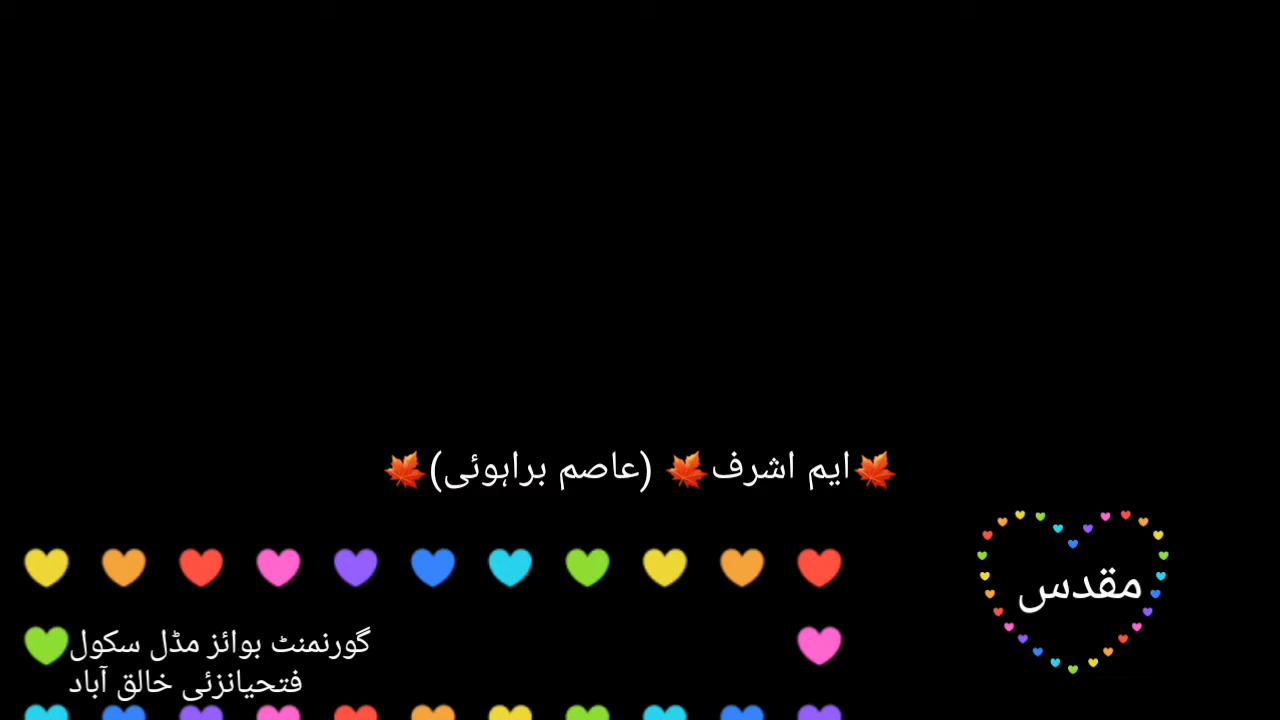 🍁ایم اشرف🍁 (عاصم براہوئی)🍁
مقدس
گورنمنٹ بوائز مڈل سکول
فتحیانزئی خالق آباد